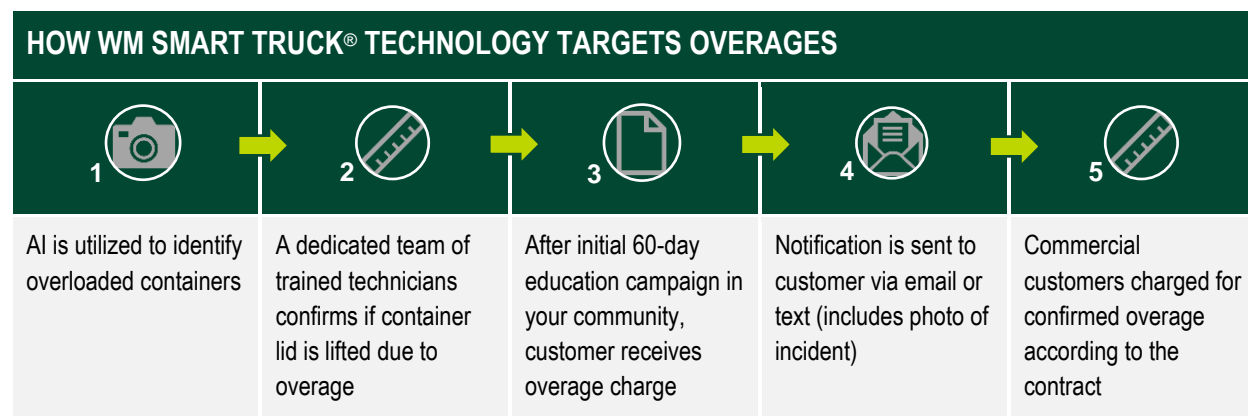 HOW WM SMART TRUCK® TECHNOLOGY TARGETS OVERAGES
1
2
3
4
5
AI is utilized to identify
overloaded containers
A dedicated team of
trained technicians
confirms if container
lid is lifted due to
overage
After initial 60-day
education campaign in
your community,
customer receives
overage charge
Notification is sent to
customer via email or
text (includes photo of
incident)
Commercial
customers charged for
confirmed overage
according to the
contract